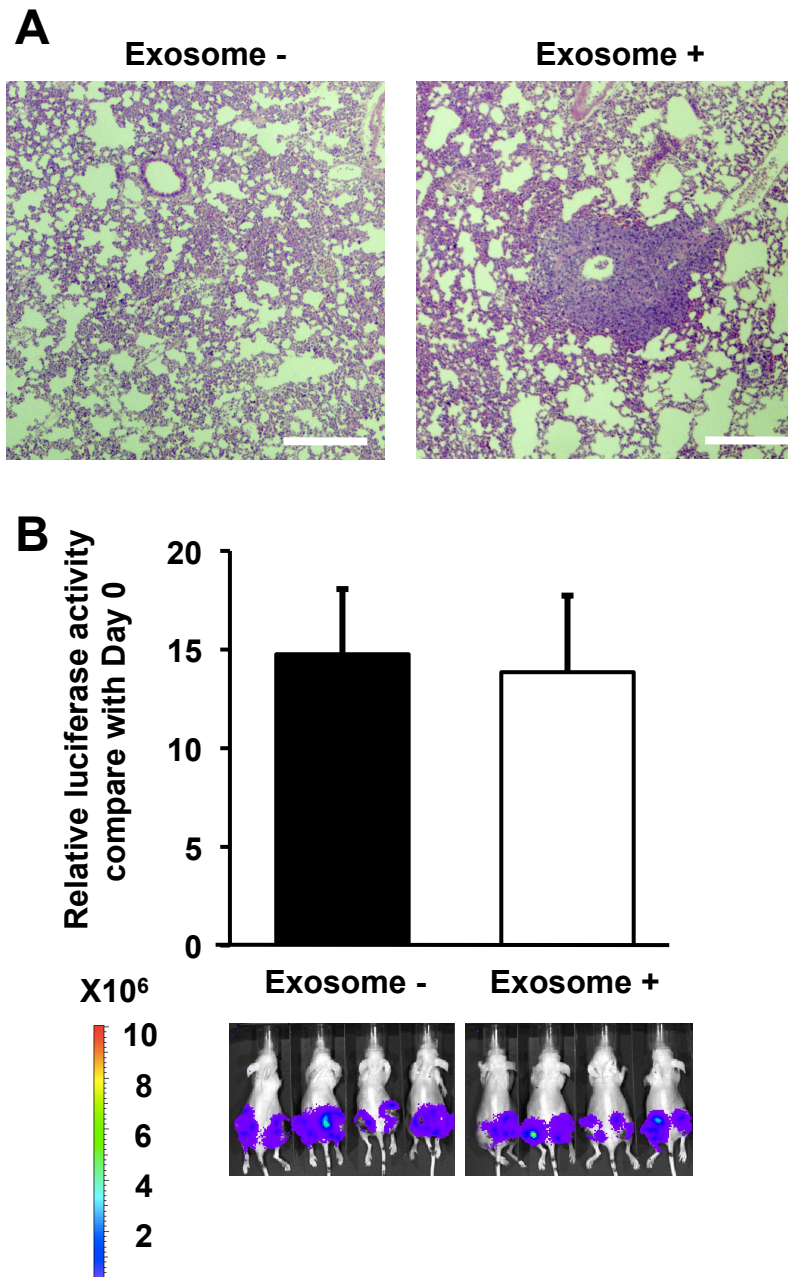 A
Exosome -
Exosome +
B
Relative luciferase activity
compare with Day 0
20
15
10
5
0
Exosome -
Exosome +
X10⁶
10
8
6
4
2